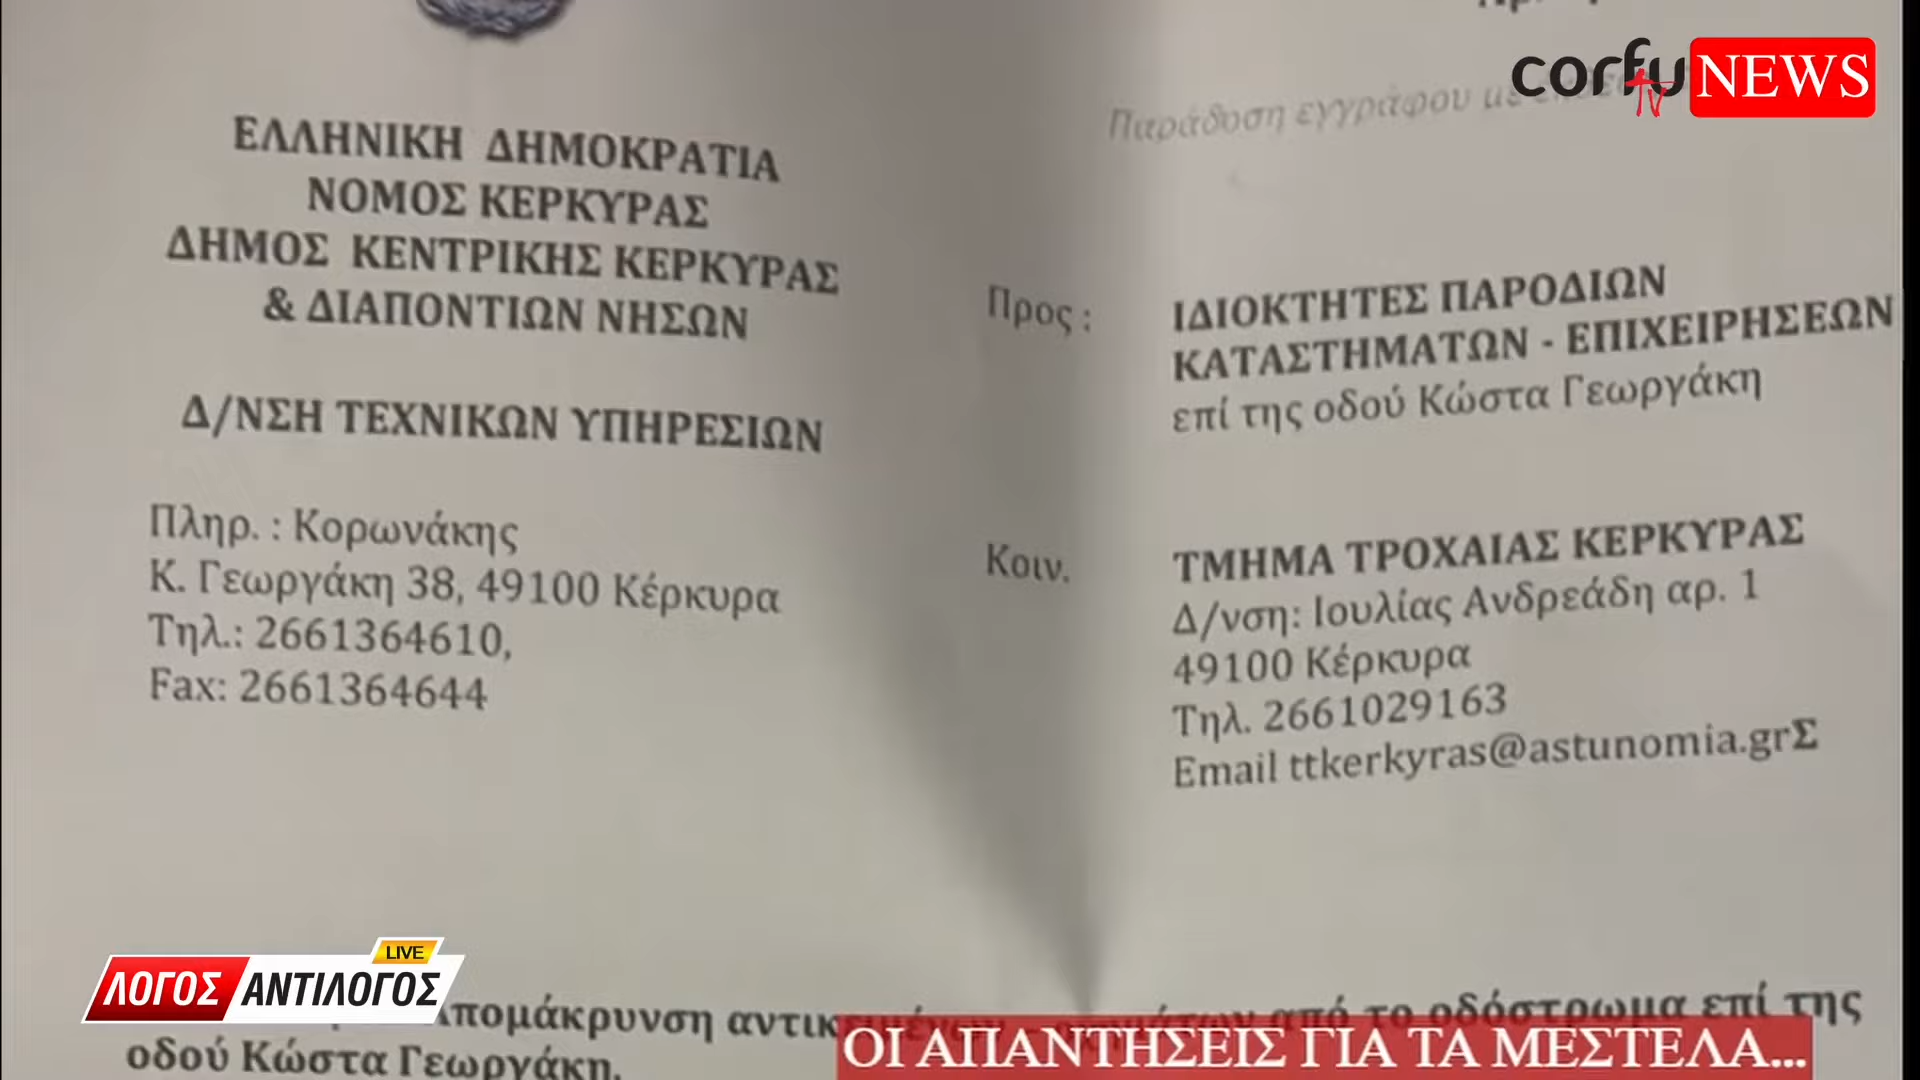 corfu NEWS
TV
Παράδοση εγγράφου με
ΕΛΛΗΝΙΚΗ ΔΗΜΟΚΡΑΤΙΑ
ΝΟΜΟΣ ΚΕΡΚΥΡΑΣ
ΔΗΜΟΣ ΚΕΝΤΡΙΚΗΣ ΚΕΡΚΥΡΑΣ
& ΔΙΑΠΟΝΤΙΩΝ ΝΗΣΩΝ
Δ/ΝΣΗ ΤΕΧΝΙΚΩΝ ΥΠΗΡΕΣΙΩΝ
Πληρ. : Κορωνάκης
Κ. Γεωργάκη 38, 49100 Κέρκυρα
Τηλ.: 2661364610,
Fax: 2661364644
Προς : ΙΔΙΟΚΤΗΤΕΣ ΠΑΡΟΔΙΩΝ
ΚΑΤΑΣΤΗΜΑΤΩΝ - ΕΠΙΧΕΙΡΗΣΕΩΝ
επί της οδού Κώστα Γεωργάκη
Κοιν. ΤΜΗΜΑ ΤΡΟΧΑΙΑΣ ΚΕΡΚΥΡΑΣ
Δ/νση: Ιουλίας Ανδρεάδη αρ. 1
49100 Κέρκυρα
Τηλ. 2661029163
Email ttkerkyras@astunomia.grΣ
από το οδόστρωμα επί της
οδού Κώστα Γεωργάκη.
LIVE
ΛΟΓΟΣ ΑΝΤΙΛΟΓΟΣ
ΟΙ ΑΠΑΝΤΗΣΕΙΣ ΓΙΑ ΤΑ ΜΕΣΤΕΛΑ...